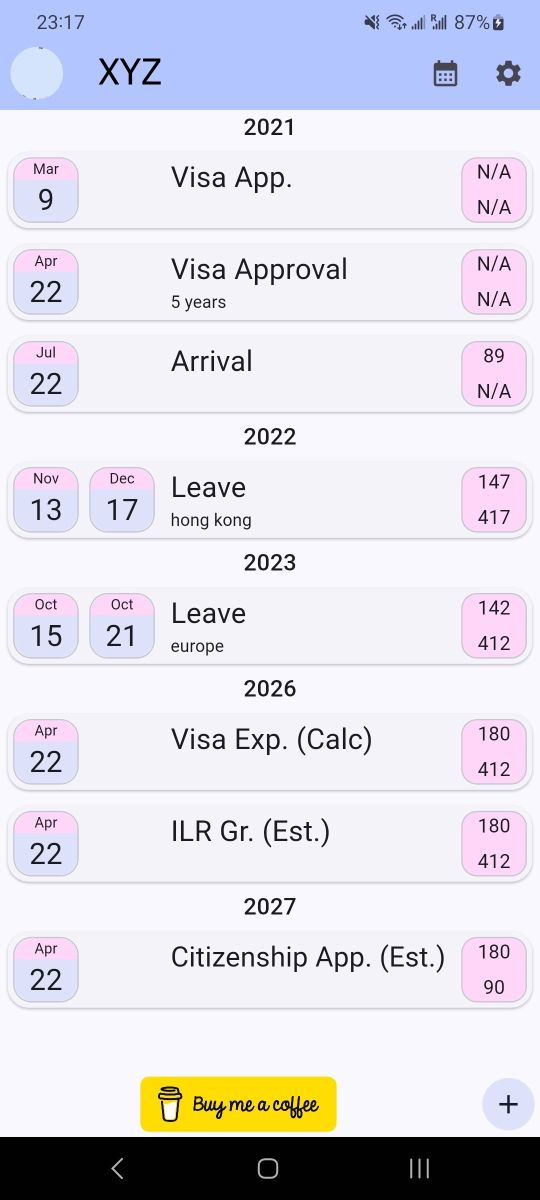 23:17 87%
XYZ
2021
Mar
9
Visa App.
N/A
N/A
Apr
22
Visa Approval
5 years
N/A
N/A
Jul
22
Arrival
89
N/A
2022
Nov
13
Dec
17
Leave
hong kong
147
417
2023
Oct
15
Oct
21
Leave
europe
142
412
2026
Apr
22
Visa Exp. (Calc)
180
412
Apr
22
ILR Gr. (Est.)
180
412
2027
Apr
22
Citizenship App. (Est.)
180
90
Buy me a coffee
+